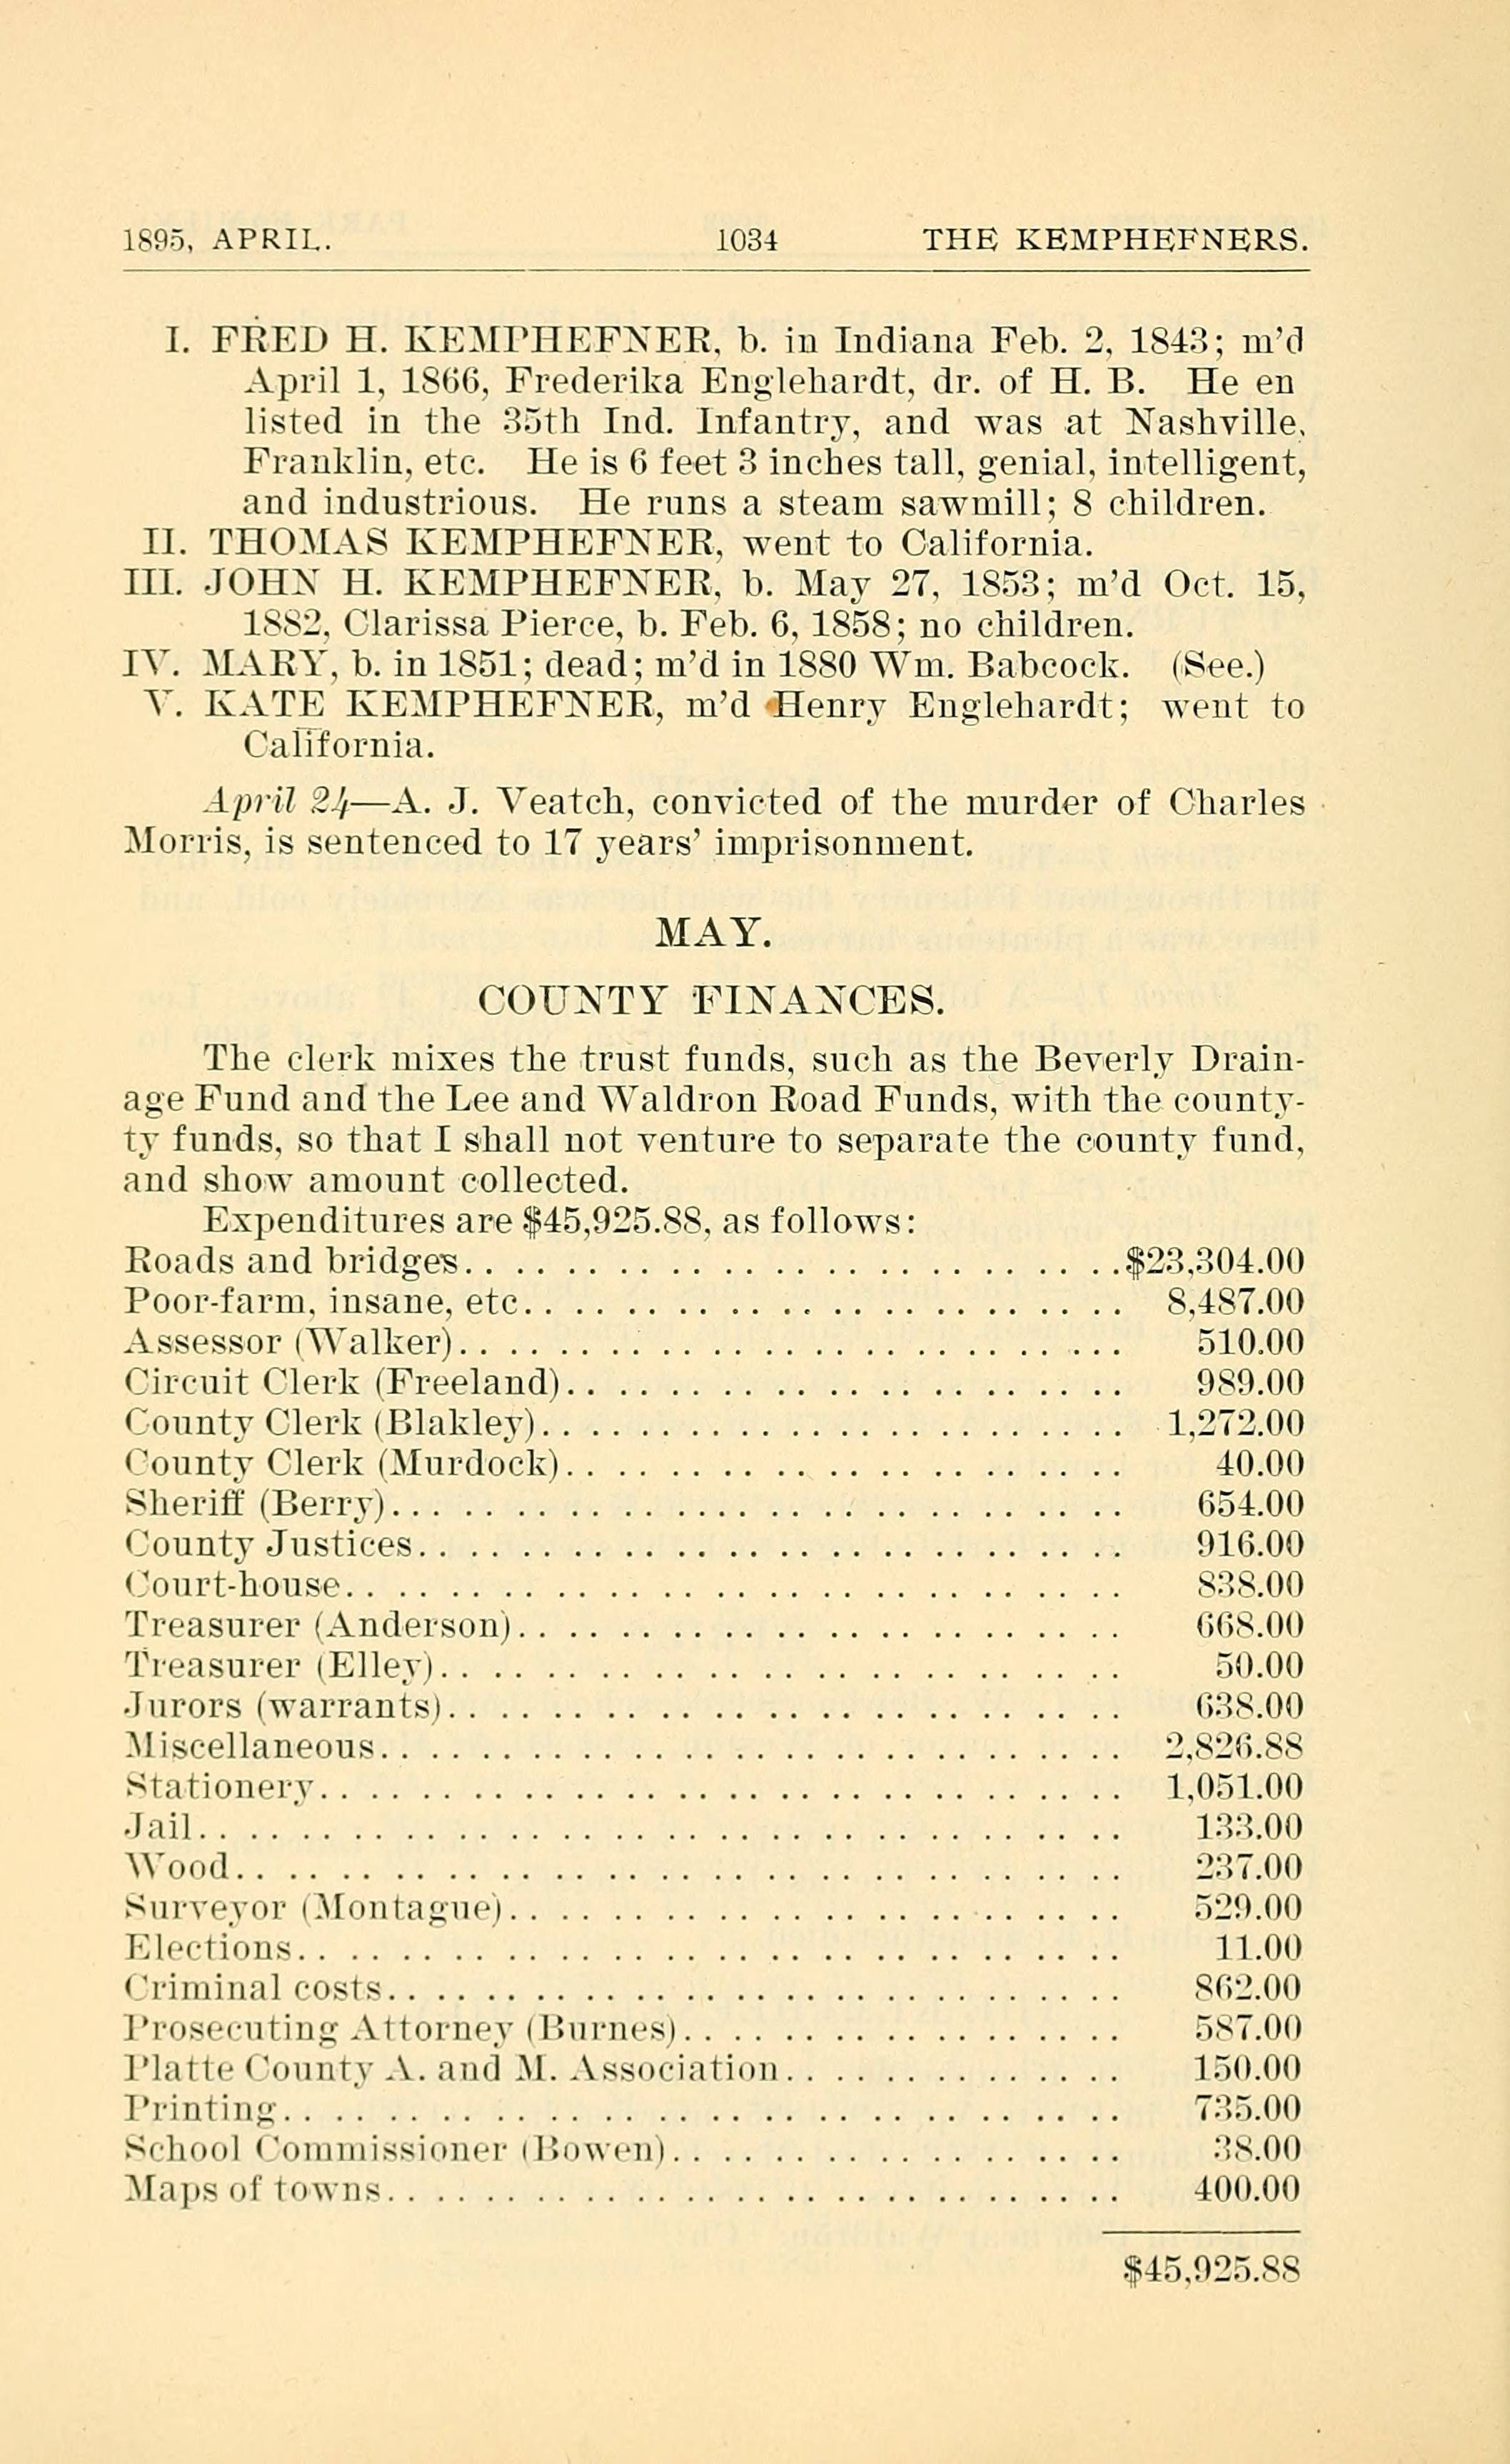 1895, APRIL. 1034 THE KEMPHEFNERS.
I. FRED H. KEMPHEFNER, b. in Indiana Feb. 2, 1843; m'd
April 1, 1866, Frederika Englehardt, dr. of H. B. He en
listed in the 35th Ind. Infantry, and was at Nashville,
Franklin, etc. He is 6 feet 3 inches tall, genial, intelligent,
and industrious. He runs a steam sawmill; 8 children.
II. THOMAS KEMPHEFNER, went to California.
III. JOHN H. KEMPHEFNER, b. May 27, 1853; m'd Oct. 15,
1882, Clarissa Pierce, b. Feb. 6, 1858; no children.
IV. MARY, b. in 1851; dead; m'd in 1880 Wm. Babcock. (See.)
V. KATE KEMPHEFNER, m'd Henry Englehardt; went to
California.
April 24—A. J. Veatch, convicted of the murder of Charles
Morris, is sentenced to 17 years' imprisonment.
MAY.
COUNTY FINANCES.
The clerk mixes the trust funds, such as the Beverly Drain-
age Fund and the Lee and Waldron Road Funds, with the county-
ty funds, so that I shall not venture to separate the county fund,
and show amount collected.
Expenditures are $45,925.88, as follows:
Roads and bridges. . . . . . . . . . . . . . . . . . . . . . . . . . $23,304.00
Poor-farm, insane, etc. . . . . . . . . . . . . . . . . . . . . . . . 8,487.00
Assessor (Walker). . . . . . . . . . . . . . . . . . . . . . . . . . 510.00
Circuit Clerk (Freeland). . . . . . . . . . . . . . . . . . . . . . 989.00
County Clerk (Blakley). . . . . . . . . . . . . . . . . . . . . . . 1,272.00
County Clerk (Murdock). . . . . . . . . . . . . . . . . . . . . . 40.00
Sheriff (Berry). . . . . . . . . . . . . . . . . . . . . . . . . . . . 654.00
County Justices. . . . . . . . . . . . . . . . . . . . . . . . . . . 916.00
Court-house. . . . . . . . . . . . . . . . . . . . . . . . . . . . . . 838.00
Treasurer (Anderson). . . . . . . . . . . . . . . . . . . . . . . . 668.00
Treasurer (Elley). . . . . . . . . . . . . . . . . . . . . . . . . . 50.00
Jurors (warrants). . . . . . . . . . . . . . . . . . . . . . . . . . 638.00
Miscellaneous. . . . . . . . . . . . . . . . . . . . . . . . . . . . 2,826.88
Stationery. . . . . . . . . . . . . . . . . . . . . . . . . . . . . . 1,051.00
Jail. . . . . . . . . . . . . . . . . . . . . . . . . . . . . . . . . . . 133.00
Wood. . . . . . . . . . . . . . . . . . . . . . . . . . . . . . . . . . 237.00
Surveyor (Montague). . . . . . . . . . . . . . . . . . . . . . . . 529.00
Elections. . . . . . . . . . . . . . . . . . . . . . . . . . . . . . . 11.00
Criminal costs. . . . . . . . . . . . . . . . . . . . . . . . . . . . 862.00
Prosecuting Attorney (Burnes). . . . . . . . . . . . . . . . . 587.00
Platte County A. and M. Association. . . . . . . . . . . . . 150.00
Printing. . . . . . . . . . . . . . . . . . . . . . . . . . . . . . . . 735.00
School Commissioner (Bowen). . . . . . . . . . . . . . . . . . 38.00
Maps of towns. . . . . . . . . . . . . . . . . . . . . . . . . . . . 400.00
$45,925.88